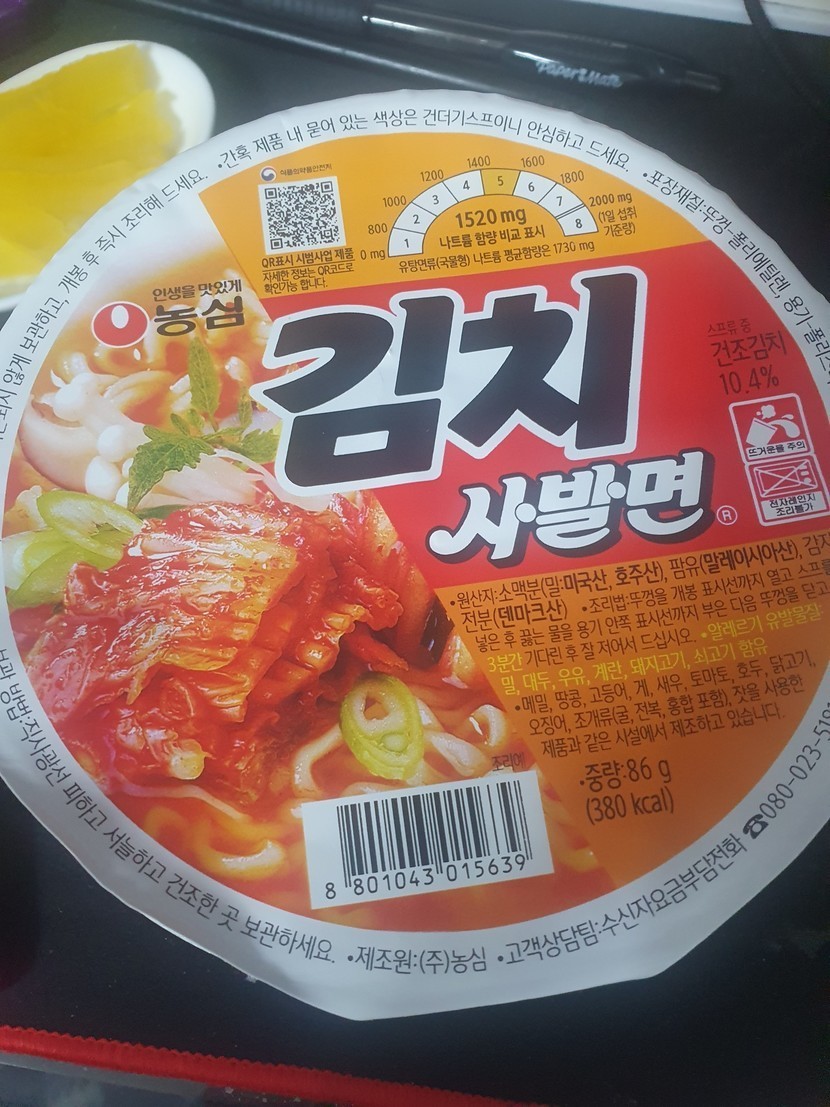 Paper Mate
•간혹 제품 내 묻어 있는 색상은 건더기스프이니 안심하고 드세요.
•포장재질:뚜껑-폴리에틸렌, 용기-폴리
않게 보관하고, 개봉 후 즉시 조리해 드세요.
식품의약품안전처
QR표시 시범사업 제품
자세한 정보는 QR코드로
확인가능 합니다.
0 mg 800 1000 1200 1400 1600 1800 2000 mg
(1일 섭취
기준량)
1 2 3 4 5 6 7 8
1520 mg
나트륨 함량 비교 표시
유탕면류(국물형) 나트륨 평균함량은 1730 mg
인생을 맛있게
농심
김치
사발면 ®
스프류 중
건조김치
10.4%
뜨거운물 주의
전자레인지
조리불가
•원산지:소맥분(밀:미국산, 호주산), 팜유(말레이시아산), 감자
전분(덴마크산) •조리법:뚜껑을 개봉 표시선까지 열고 스프를
넣은 후 끓는 물을 용기 안쪽 표시선까지 부은 다음 뚜껑을 닫고
3분간 기다린 후 잘 저어서 드십시오. •알레르기 유발물질:
밀, 대두, 우유, 계란, 돼지고기, 쇠고기 함유
•메밀, 땅콩, 고등어, 게, 새우, 토마토, 호두, 닭고기,
오징어, 조개류(굴, 전복, 홍합 포함), 잣을 사용한
제품과 같은 시설에서 제조하고 있습니다.
•중량:86 g
(380 kcal)
조리예
8 801043 015639
방법:직사광선 피하고 서늘하고 건조한 곳 보관하세요. •제조원:(주)농심 •고객상담팀:수신자요금부담전화 ☎080-023-51